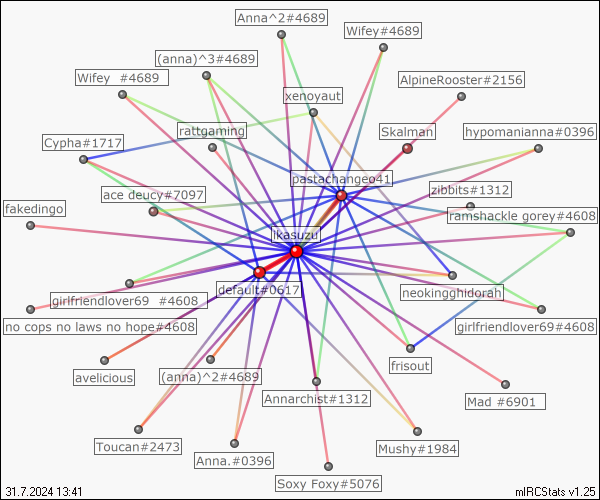 Anna^2#4689
Wifey#4689
(anna)^3#4689
Wifey  #4689
AlpineRooster#2156
xenoyaut
rattgaming
Skalman
hypomanianna#0396
Cypha#1717
pastachangeo41
zibbits#1312
ace deucy#7097
fakedingo
ramshackle gorey#4608
ikasuzu
default#0617
neokingghidorah
girlfriendlover69  #4608
no cops no laws no hope#4608
girlfriendlover69#4608
frisout
avelicious
(anna)^2#4689
Annarchist#1312
Mad #6901
Toucan#2473
Anna.#0396
Mushy#1984
Soxy Foxy#5076
31.7.2024 13:41
mIRCStats v1.25